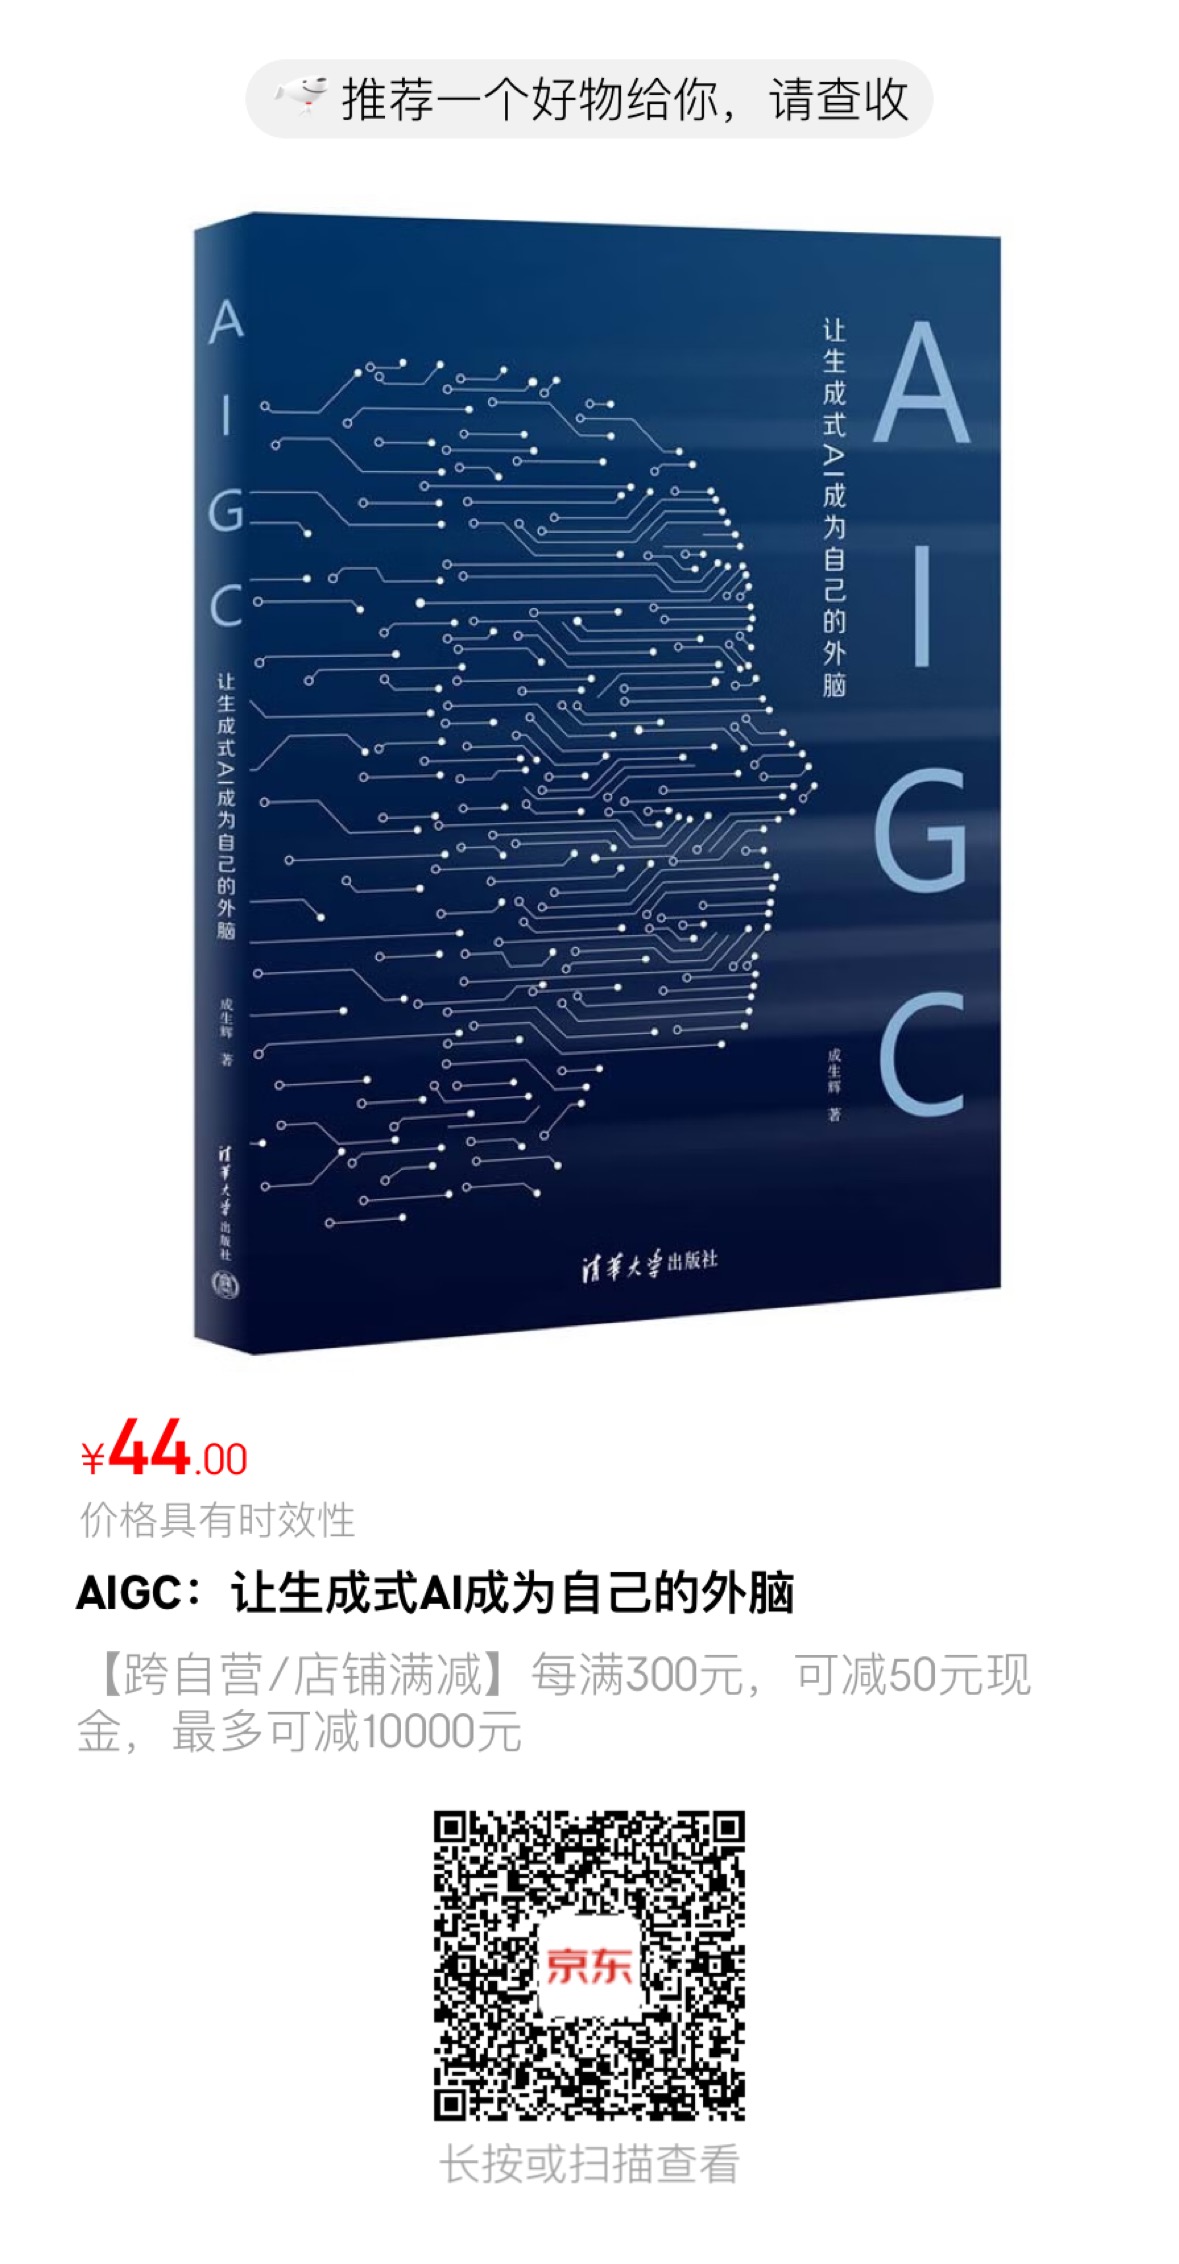 推荐一个好物给你，请查收
AIGC
让生成式AI成为自己的外脑
成生辉 著
清华大学出版社
AIGC
让生成式AI成为自己的外脑
成生辉 著
清华大学出版社
¥44.00
价格具有时效性
AIGC：让生成式AI成为自己的外脑
【跨自营/店铺满减】每满300元，可减50元现
金，最多可减10000元
京东
长按或扫描查看